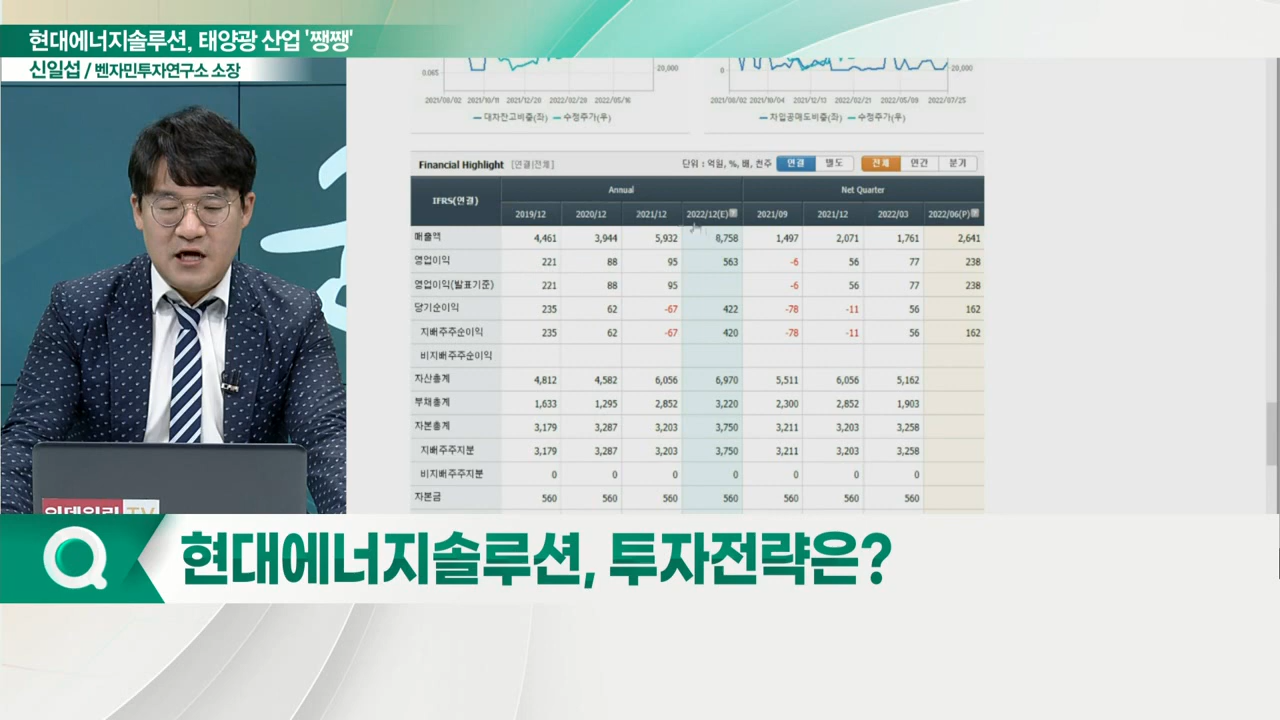 현대에너지솔루션, 태양광 산업 '쨍쨍'
신일섭 / 벤자민투자연구소 소장
0.065 20,000 0 20,000
2021/08/02 2021/10/11 2021/12/20 2022/02/28 2022/05/16 2021/08/02 2021/10/04 2021/12/13 2022/02/21 2022/05/09 2022/07/25
대차잔고비율(좌) 수정주가(우) 차입공매도비중(좌) 수정주가(우)
Financial Highlight [연결|전체] 단위 : 억원, %, 배, 천주 연결 별도 전체 연간 분기
IFRS(연결) Annual Net Quarter
2019/12 2020/12 2021/12 2022/12(E) 2021/09 2021/12 2022/03 2022/06(P)
매출액 4,461 3,944 5,932 8,758 1,497 2,071 1,761 2,641
영업이익 221 88 95 563 -6 56 77 238
영업이익(발표기준) 221 88 95 -6 56 77 238
당기순이익 235 62 -67 422 -78 -11 56 162
지배주주순이익 235 62 -67 420 -78 -11 56 162
비지배주주순이익
자산총계 4,812 4,582 6,056 6,970 5,511 6,056 5,162
부채총계 1,633 1,295 2,852 3,220 2,300 2,852 1,903
자본총계 3,179 3,287 3,203 3,750 3,211 3,203 3,258
지배주주지분 3,179 3,287 3,203 3,750 3,211 3,203 3,258
비지배주주지분 0 0 0 0 0 0 0
자본금 560 560 560 560 560 560 560
이데일리 TV
현대에너지솔루션, 투자전략은?